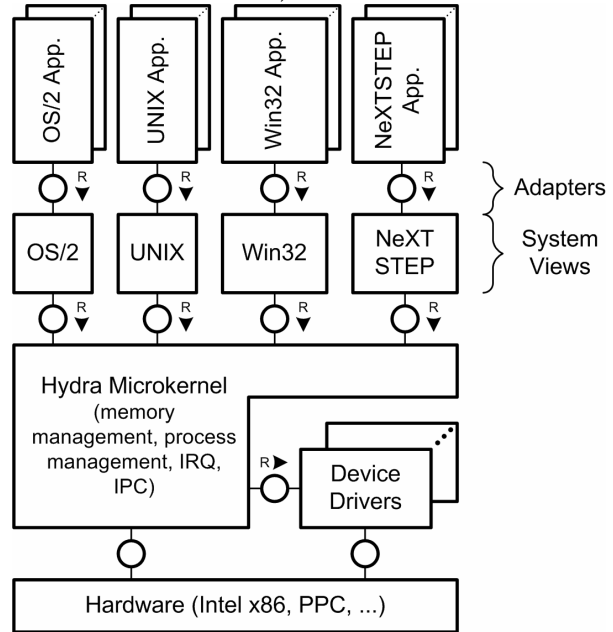 OS/2 App.
UNIX App.
Win32 App.
NeXTSTEP
App.
R
R
R
R
Adapters
OS/2
UNIX
Win32
NeXT
STEP
System
Views
R
R
R
R
Hydra Microkernel
(memory
management, process
management, IRQ,
IPC)
R
Device
Drivers
Hardware (Intel x86, PPC, ...)